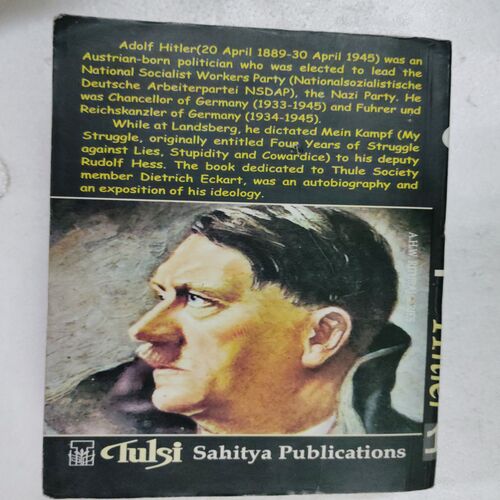 Adolf Hitler(20 April 1889-30 April 1945) was an
Austrian-born politician who was elected to lead the
National Socialist Workers Party (Nationalsozialistische
Deutsche Arbeiterpartei NSDAP), the Nazi Party. He
was Chancellor of Germany (1933-1945) and Fuhrer und
Reichskanzler of Germany (1934-1945).
While at Landsberg, he dictated Mein Kampf (My
Struggle, originally entitled Four Years of Struggle
against Lies, Stupidity and Cowardice) to his deputy
Rudolf Hess. The book dedicated to Thule Society
member Dietrich Eckart, was an autobiography and
an exposition of his ideology.
Tulsi Sahitya Publications